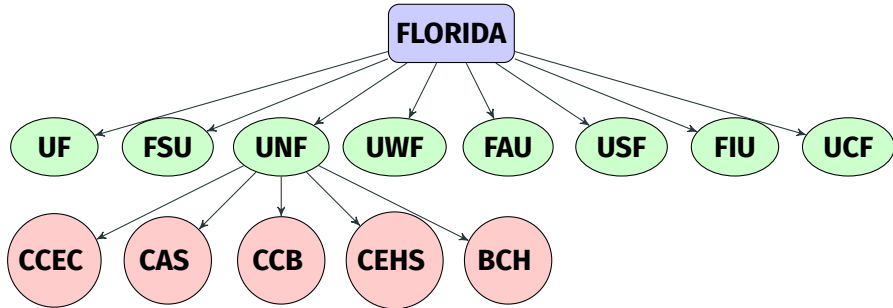 FLORIDA
UF FSU UNF UWF FAU USF FIU UCF
CCEC CAS CCB CEHS BCH